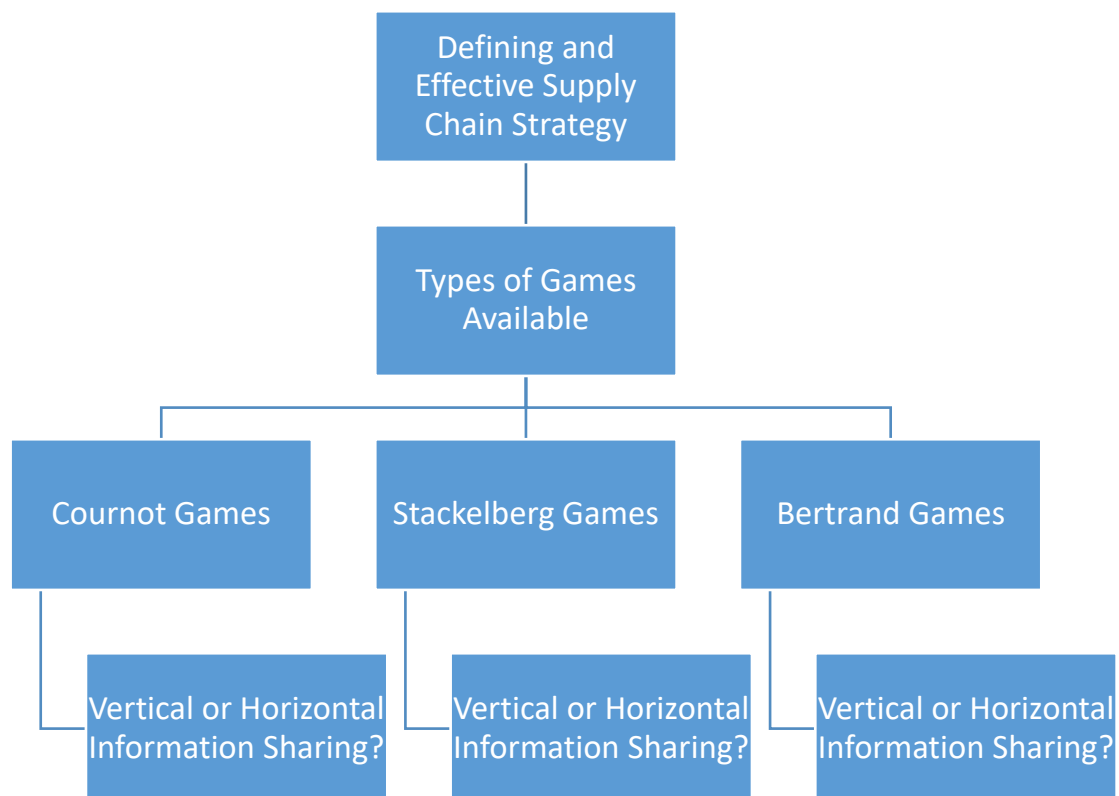 Defining and
Effective Supply
Chain Strategy
Types of Games
Available
Cournot Games
Stackelberg Games
Bertrand Games
Vertical or Horizontal
Information Sharing?
Vertical or Horizontal
Information Sharing?
Vertical or Horizontal
Information Sharing?